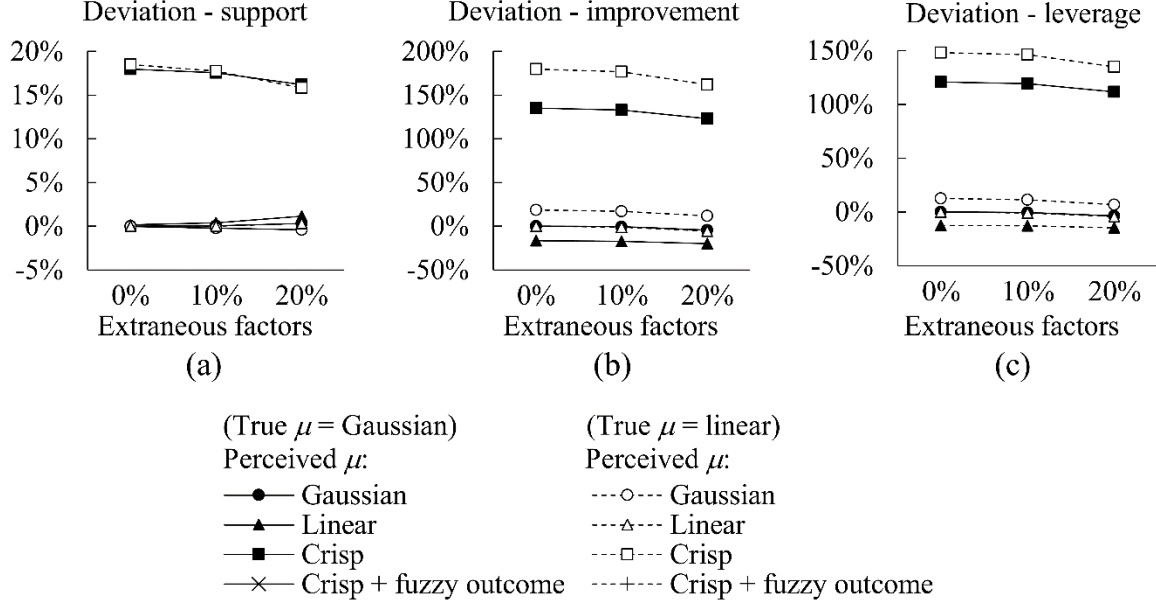 Deviation - support
20%
15%
10%
5%
0%
-5%
0% 10% 20%
Extraneous factors
(a)
Deviation - improvement
200%
150%
100%
50%
0%
-50%
0% 10% 20%
Extraneous factors
(b)
Deviation - leverage
150%
100%
50%
0%
-50%
0% 10% 20%
Extraneous factors
(c)
(True μ = Gaussian)
Perceived μ:
Gaussian
Linear
Crisp
Crisp + fuzzy outcome
(True μ = linear)
Perceived μ:
Gaussian
Linear
Crisp
Crisp + fuzzy outcome